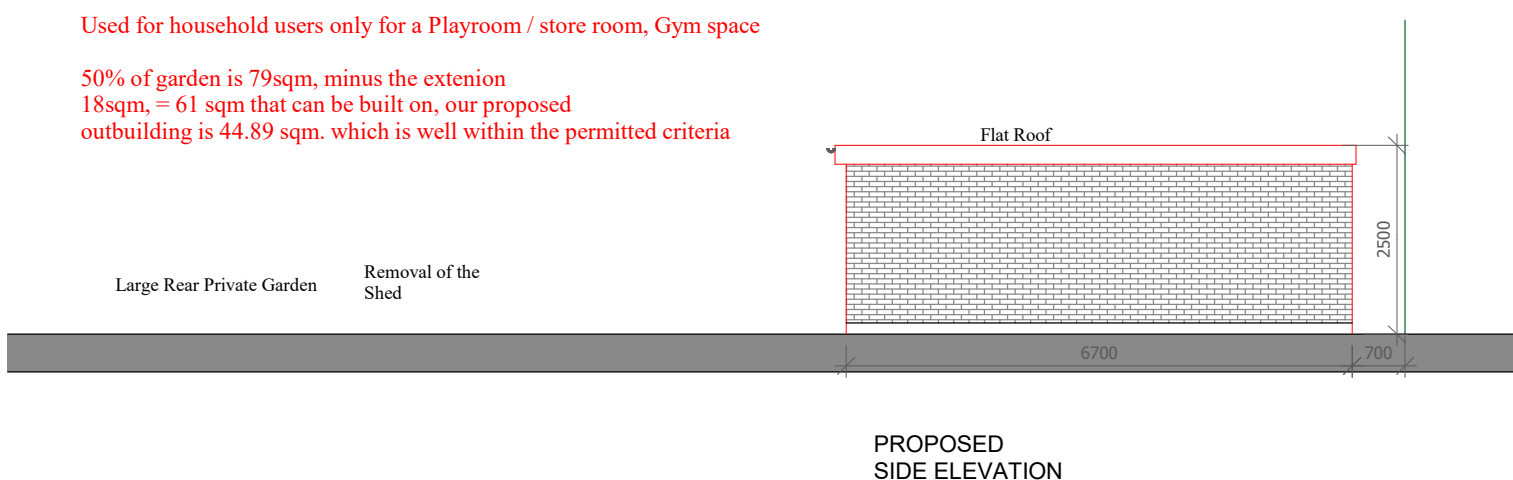 Used for household users only for a Playroom / store room, Gym space
50% of garden is 79sqm, minus the extenion
18sqm, = 61 sqm that can be built on, our proposed
outbuilding is 44.89 sqm. which is well within the permitted criteria
Flat Roof
2500
Large Rear Private Garden
Removal of the
Shed
6700
700
PROPOSED
SIDE ELEVATION